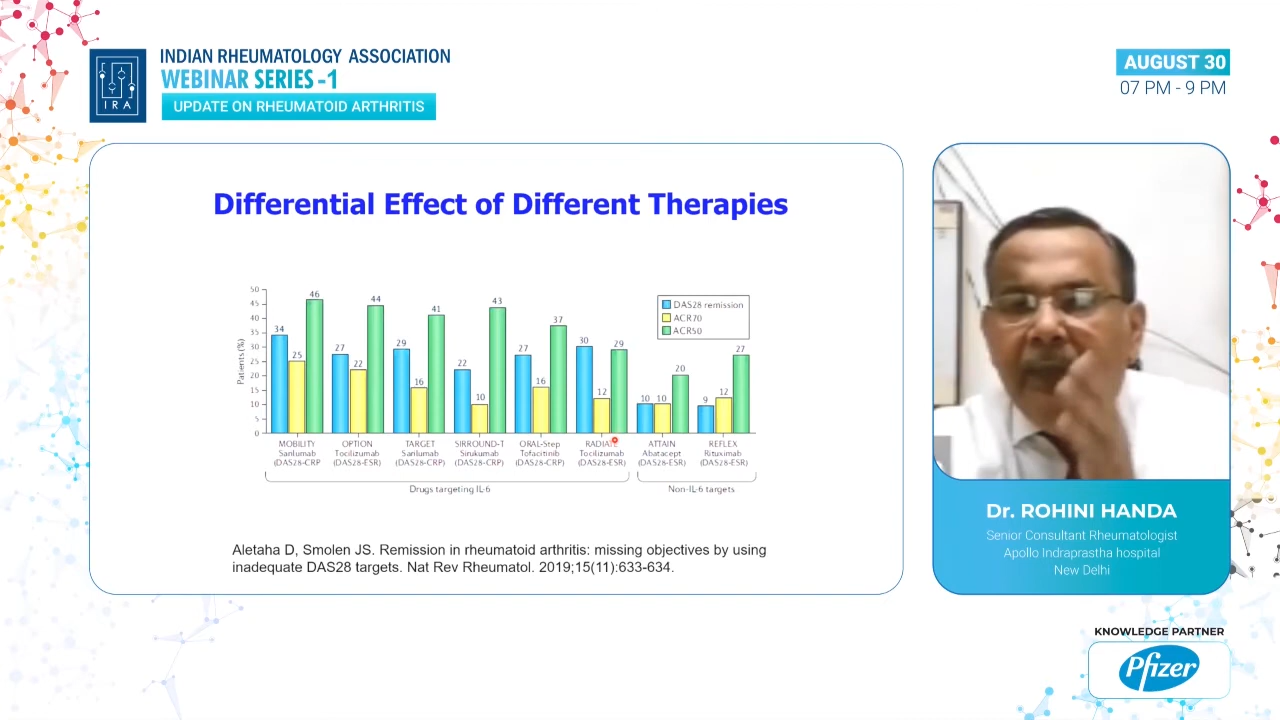 INDIAN RHEUMATOLOGY ASSOCIATION
WEBINAR SERIES -1
UPDATE ON RHEUMATOID ARTHRITIS
IRA
AUGUST 30
07 PM - 9 PM
Differential Effect of Different Therapies
DAS28 remission
ACR70
ACR50
Patients (%)
50
45
40
35
30
25
20
15
10
5
0
34 25 46
27 22 44
29 16 41
22 10 43
27 16 37
30 12 29
10 10 20
9 12 27
MOBILITY
Sarilumab
(DAS28-CRP
OPTION
Tocilizumab
(DAS28-ESR)
TARGET
Sarilumab
(DAS28-CRP)
SIRROUND-T
Sirukumab
(DAS28-CRP)
ORAL-Step
Tofacitinib
(DAS28-CRP)
RADIATE
Tocilizumab
(DAS28-ESR)
ATTAIN
Abatacept
(DAS28-ESR)
REFLEX
Rituximab
(DAS28-ESR)
Drugs targeting IL-6
Non-IL-6 targets
Aletaha D, Smolen JS. Remission in rheumatoid arthritis: missing objectives by using
inadequate DAS28 targets. Nat Rev Rheumatol. 2019;15(11):633-634.
Dr. ROHINI HANDA
Senior Consultant Rheumatologist
Apollo Indraprastha hospital
New Delhi
KNOWLEDGE PARTNER
Pfizer